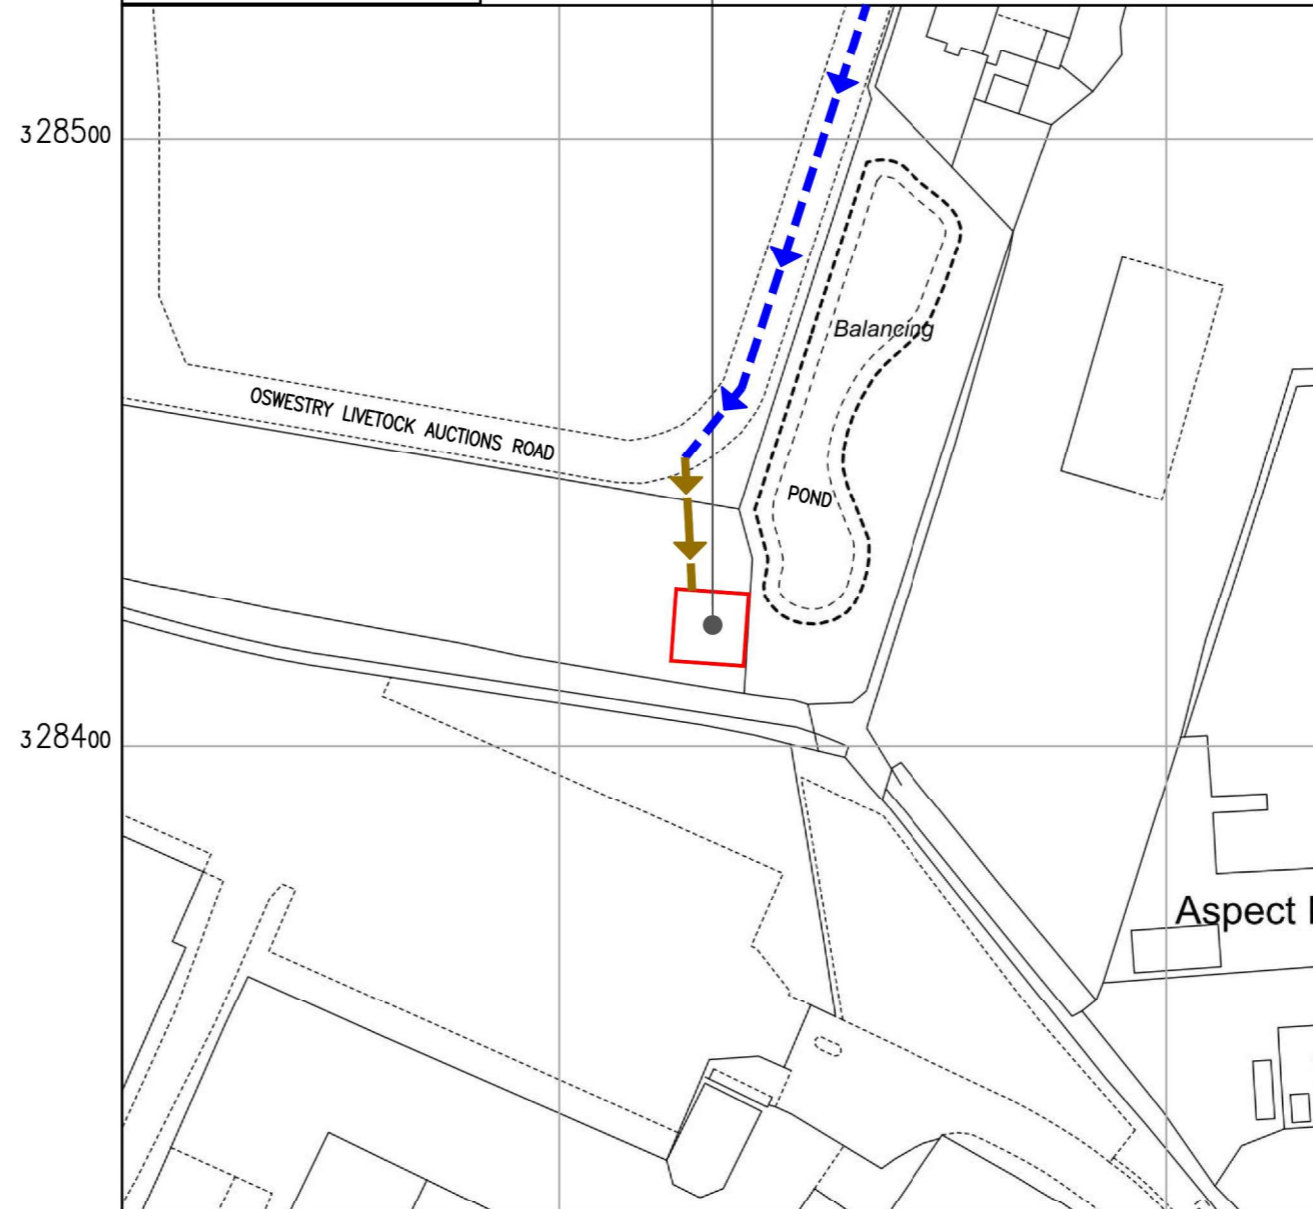 328500
Balancing
OSWESTRY LIVETOCK AUCTIONS ROAD
POND
328400
Aspect